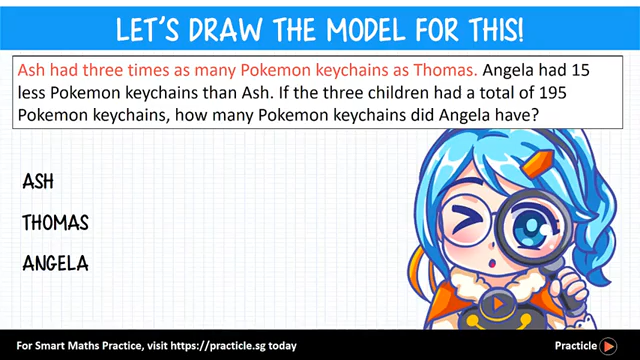 LET'S DRAW THE MODEL FOR THIS!
Ash had three times as many Pokemon keychains as Thomas. Angela had 15
less Pokemon keychains than Ash. If the three children had a total of 195
Pokemon keychains, how many Pokemon keychains did Angela have?
ASH
THOMAS
ANGELA
For Smart Maths Practice, visit https://practicle.sg today
Practicle